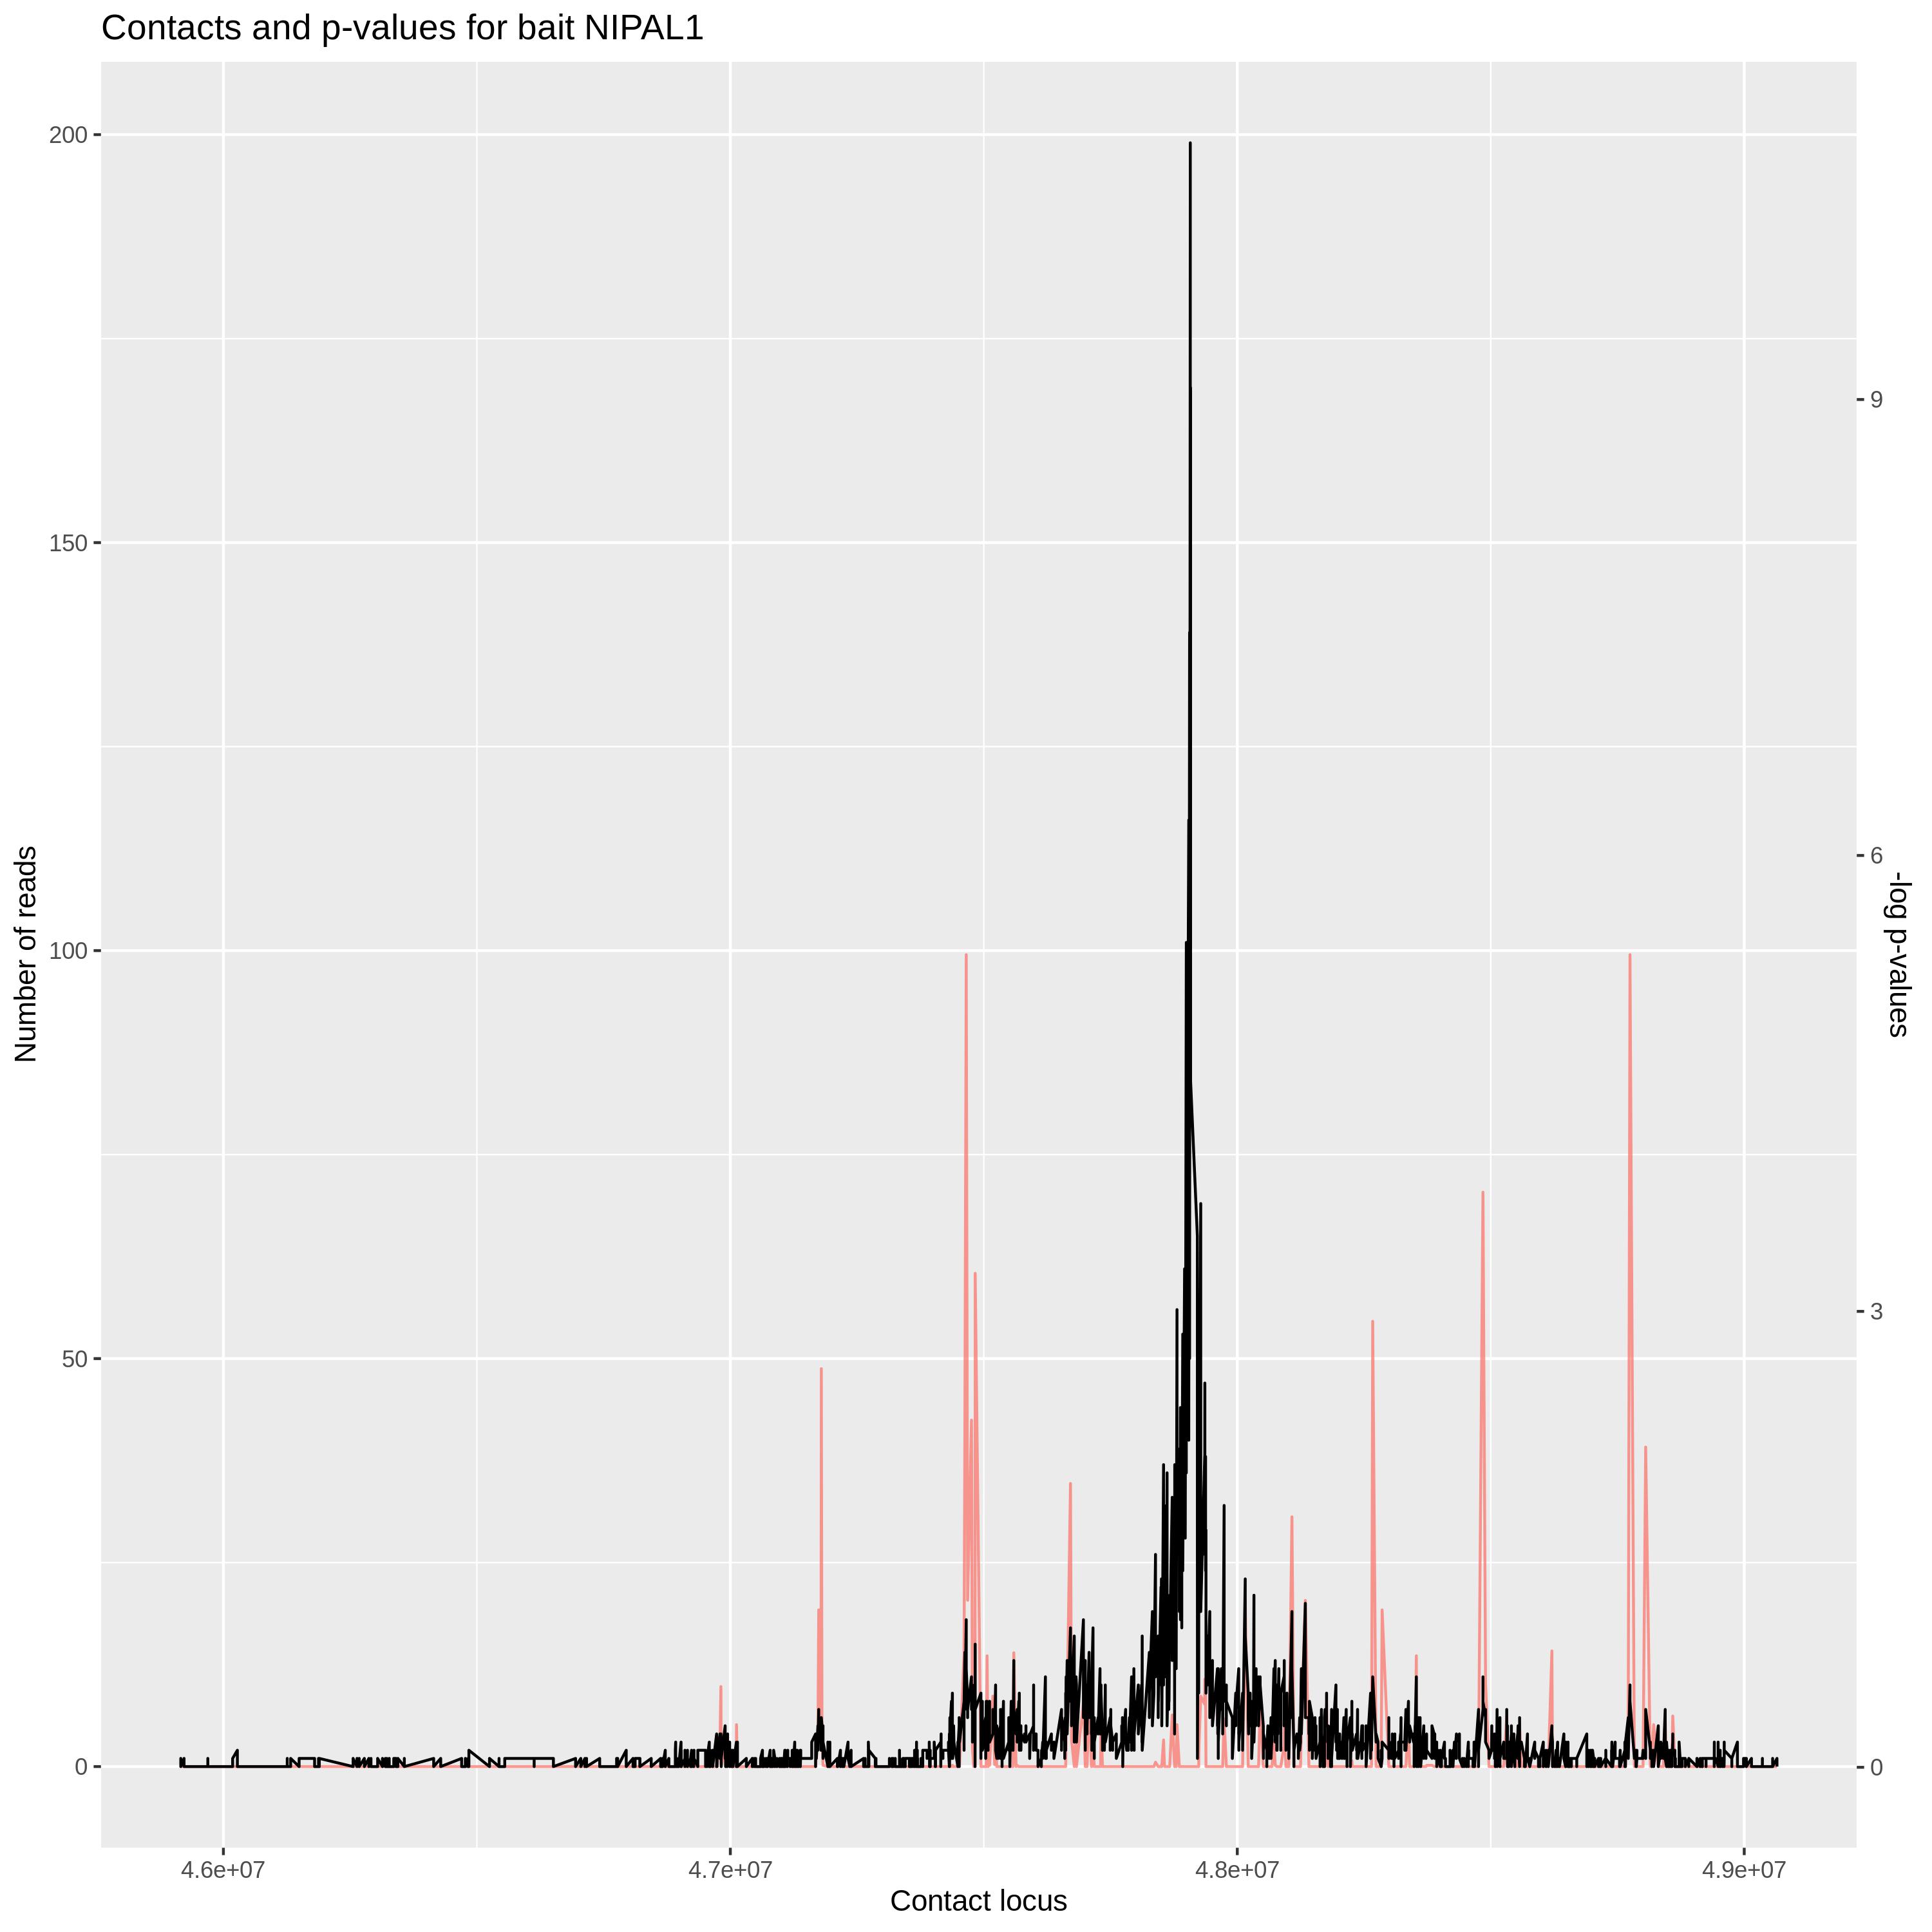 Contacts and p-values for bait NIPAL1
200
150
100
50
0
Number of reads
9
6
3
0
-log p-values
4.6e+07
4.7e+07
4.8e+07
4.9e+07
Contact locus